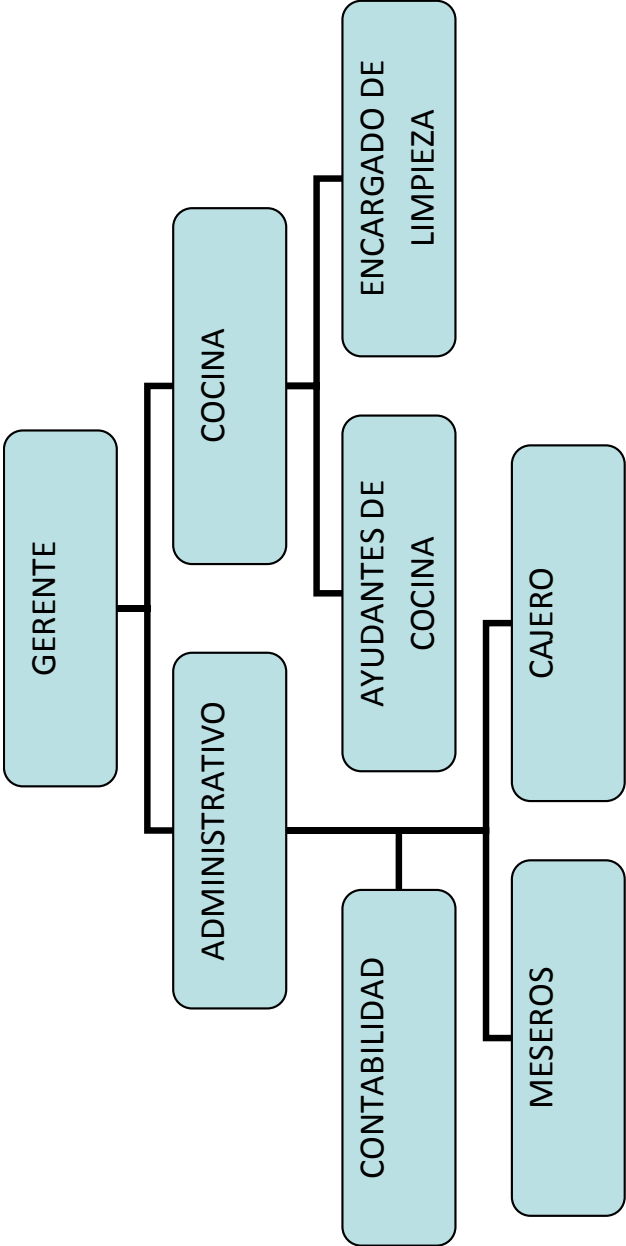 GERENTE
ADMINISTRATIVO
COCINA
CONTABILIDAD
AYUDANTES DE
COCINA
ENCARGADO DE
LIMPIEZA
MESEROS
CAJERO